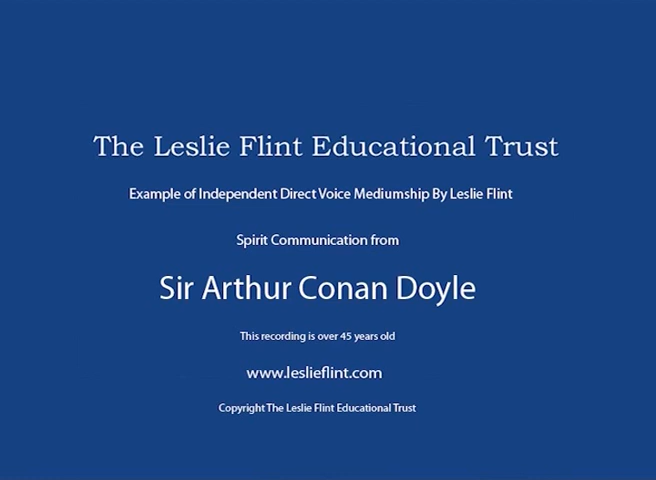 The Leslie Flint Educational Trust
Example of Independent Direct Voice Mediumship By Leslie Flint
Spirit Communication from
Sir Arthur Conan Doyle
This recording is over 45 years old
www.leslieflint.com
Copyright The Leslie Flint Educational Trust